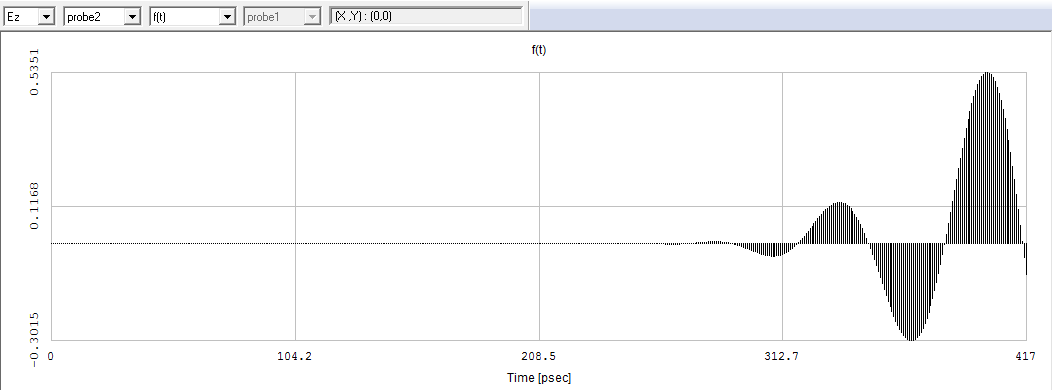 Ez probe2 f(t) probe1 (X ,Y) : (0,0)
f(t)
0.5351
0.1168
-0.3015
0 104.2 208.5 312.7 417
Time [psec]